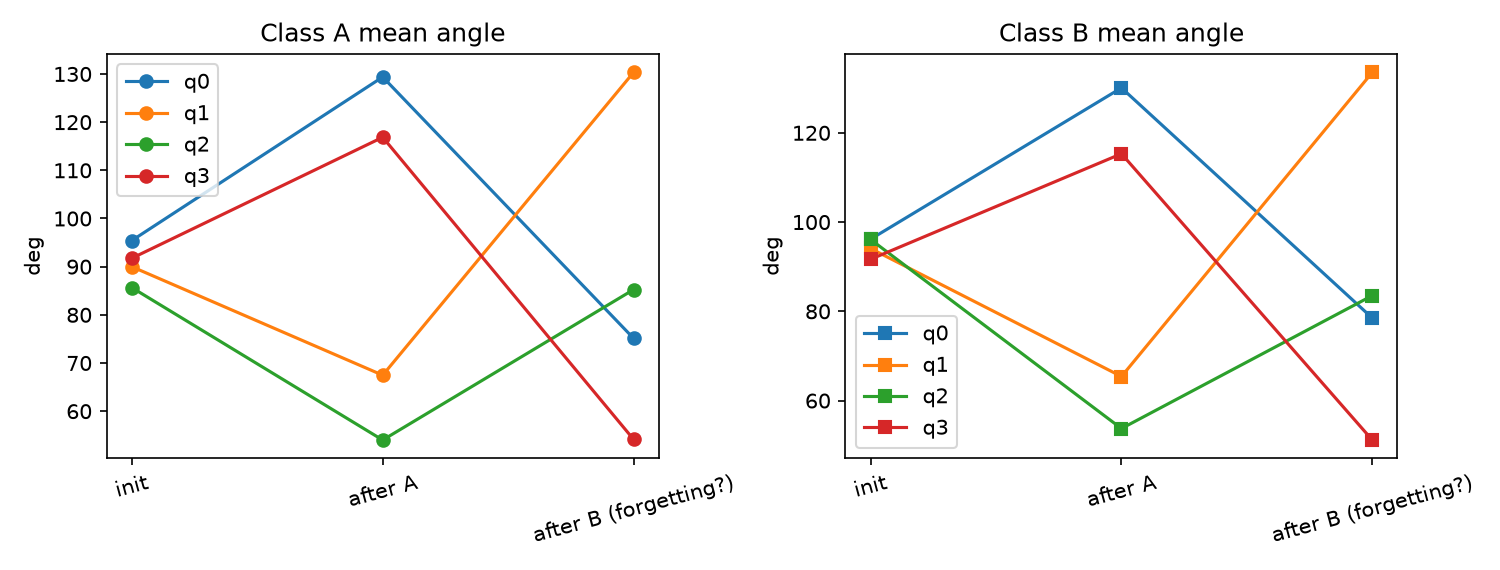 Class A mean angle
130
120
110
100
90
80
70
60
deg
q0
q1
q2
q3
init
after A
after B (forgetting?)
Class B mean angle
120
100
80
60
deg
q0
q1
q2
q3
init
after A
after B (forgetting?)